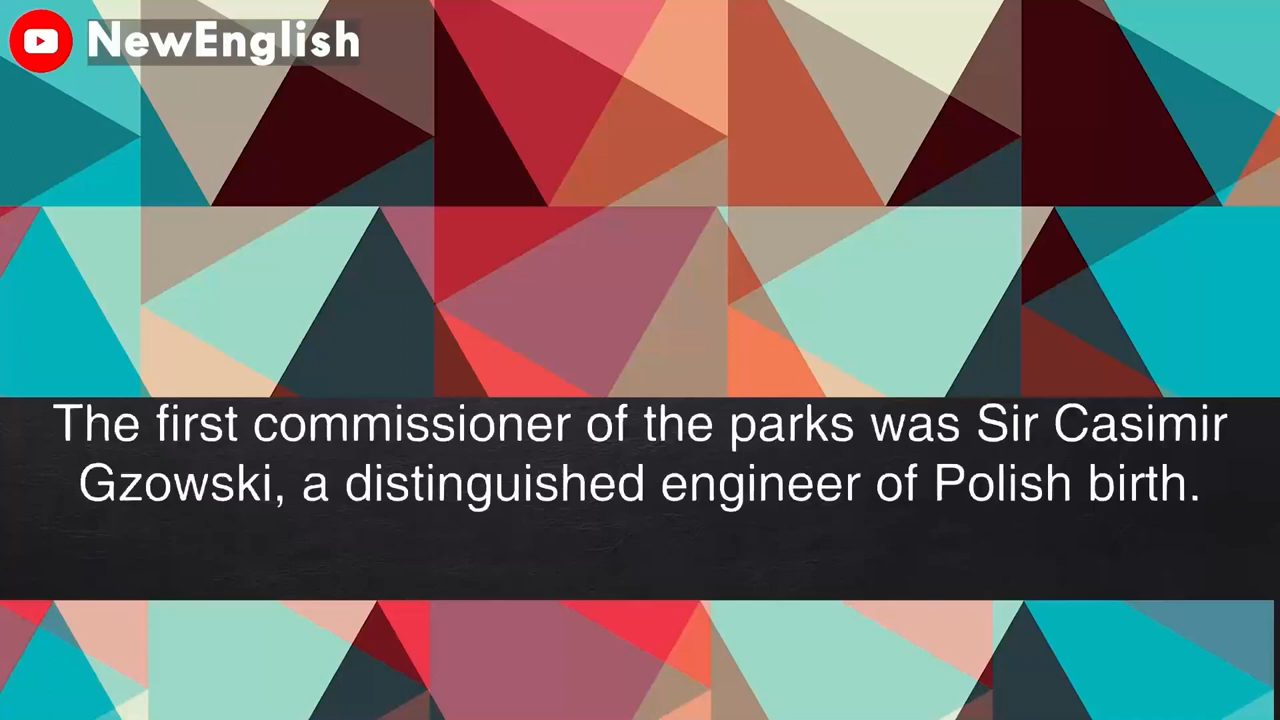 NewEnglish
The first commissioner of the parks was Sir Casimir
Gzowski, a distinguished engineer of Polish birth.